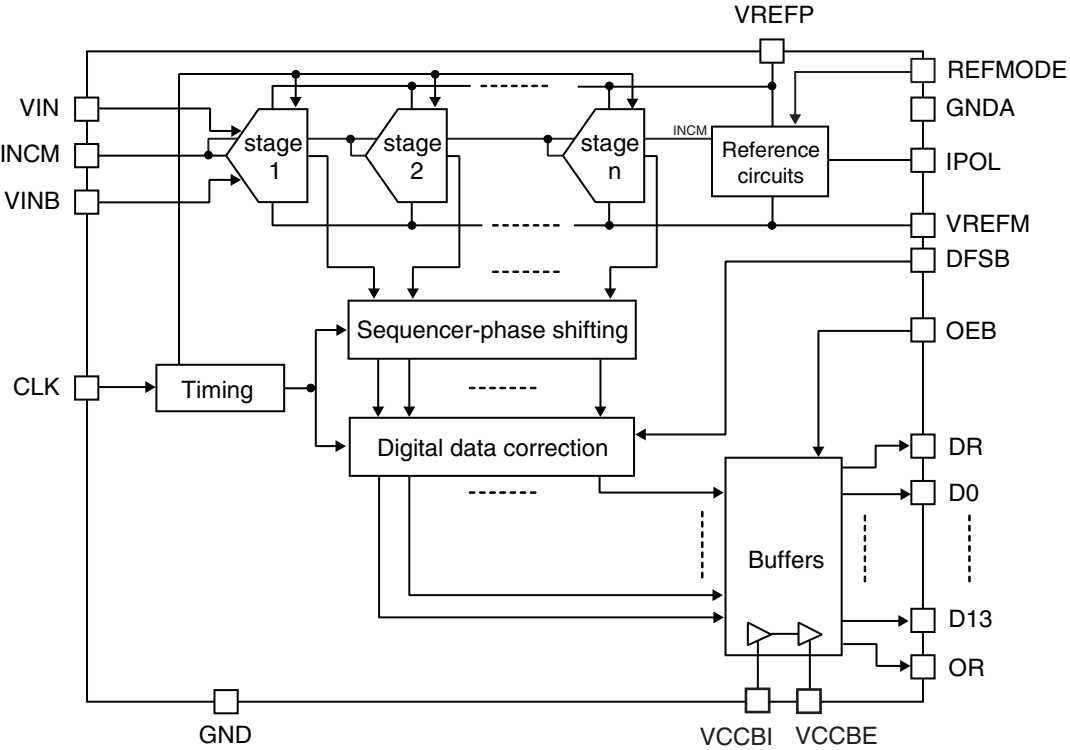 VREFP
REFMODE
VIN
GNDA
INCM
stage
1
stage
2
stage
n
INCM
Reference
circuits
IPOL
VINB
VREFM
DFSB
Sequencer-phase shifting
OEB
CLK
Timing
Digital data correction
DR
D0
Buffers
D13
OR
GND
VCCBI
VCCBE